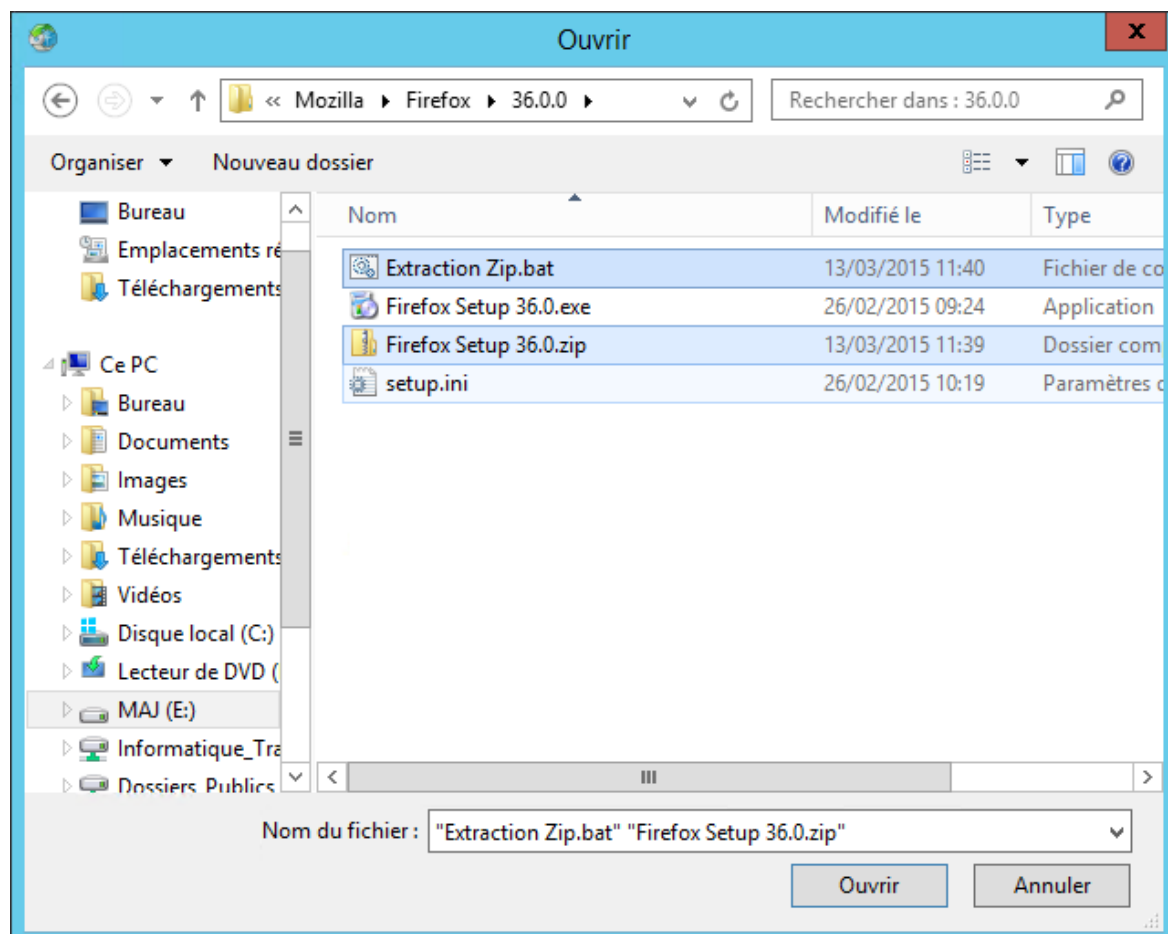 Ouvrir
« Mozilla Firefox 36.0.0
Rechercher dans : 36.0.0
Organiser Nouveau dossier
Nom Modifié le Type
Bureau
Emplacements ré
Téléchargements
Ce PC
Bureau
Documents
Images
Musique
Téléchargements
Vidéos
Disque local (C:)
Lecteur de DVD (
MAJ (E:)
Informatique_Tra
Dossiers_Publics
Extraction Zip.bat 13/03/2015 11:40 Fichier de co
Firefox Setup 36.0.exe 26/02/2015 09:24 Application
Firefox Setup 36.0.zip 13/03/2015 11:39 Dossier com
setup.ini 26/02/2015 10:19 Paramètres d
Nom du fichier : "Extraction Zip.bat" "Firefox Setup 36.0.zip"
Ouvrir Annuler